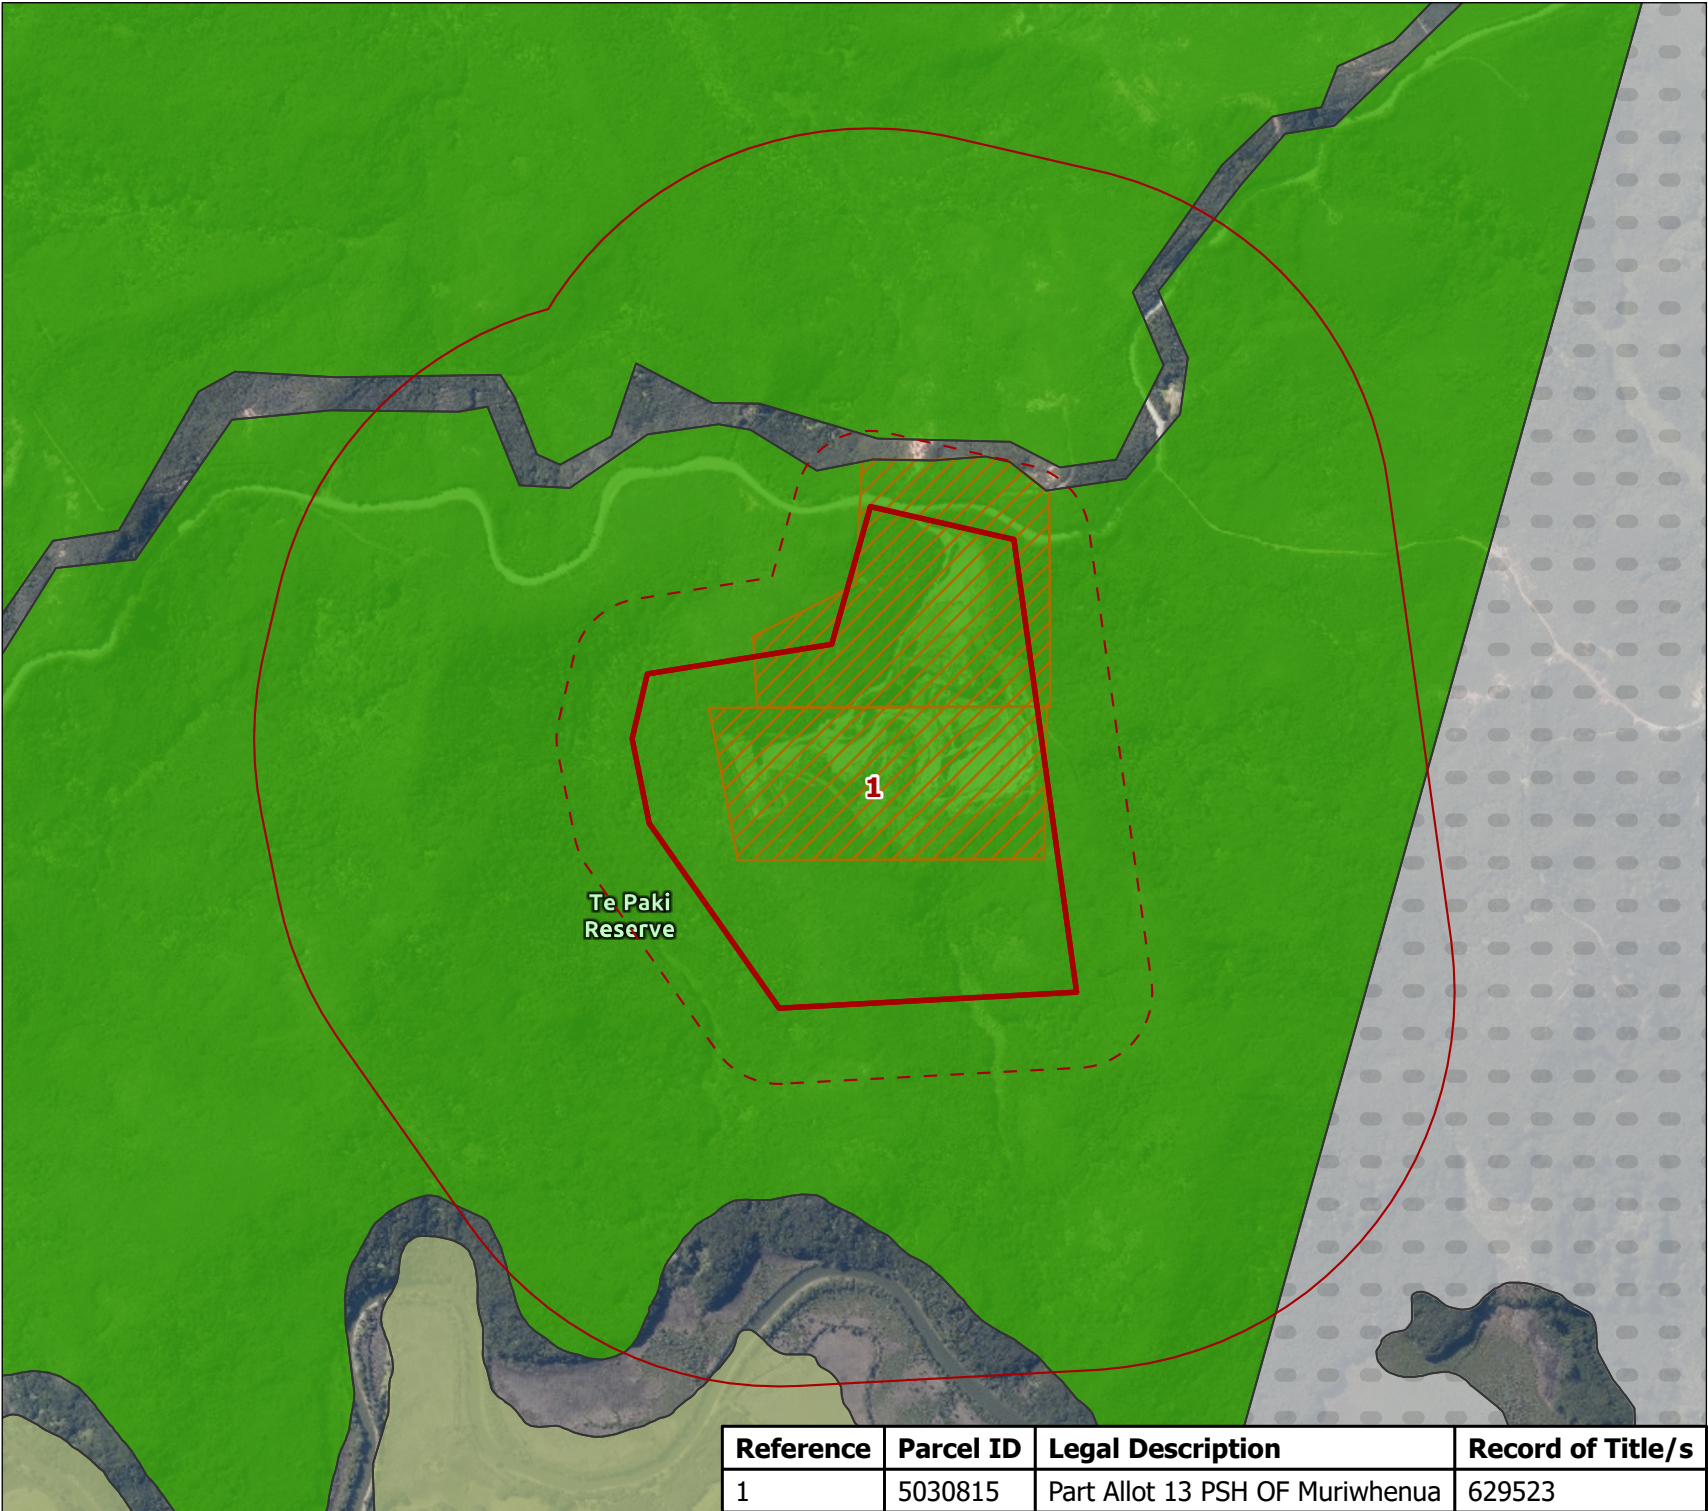 1
Te Paki
Reserve
Reference Parcel ID Legal Description Record of Title/s
1 5030815 Part Allot 13 PSH OF Muriwhenua 629523